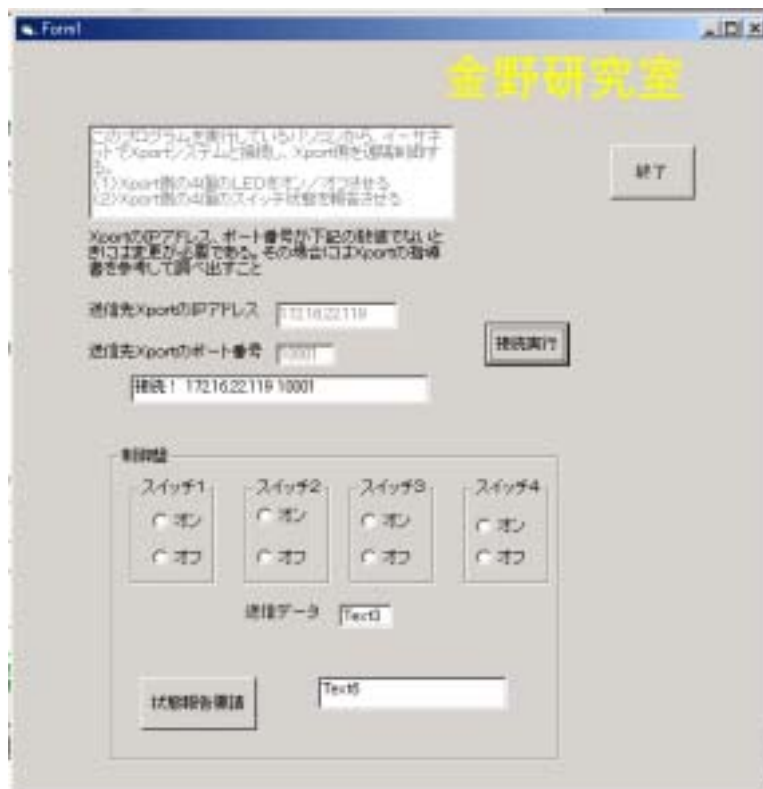 Form1
金野研究室
このプログラムを実行しているパソコンから、イーサネ
ットでXportシステムと接続し、Xport側を遠隔制御す
る。
(1)Xport側の4個のLEDをオン/オフさせる
(2)Xport側の4個のスイッチ状態を報告させる
終了
XportのIPアドレス、ポート番号が下記の数値でないと
きには変更が必要である。その場合にはXportの指導
書を参考して調べ出すこと
送信先XportのIPアドレス 172.16.22.119
送信先Xportのポート番号 10001
接続実行
接続! 172.16.22.119 10001
制御盤
スイッチ1 スイッチ2 スイッチ3 スイッチ4
オン オン オン オン
オフ オフ オフ オフ
送信データ Text3
状態報告要請 Text6